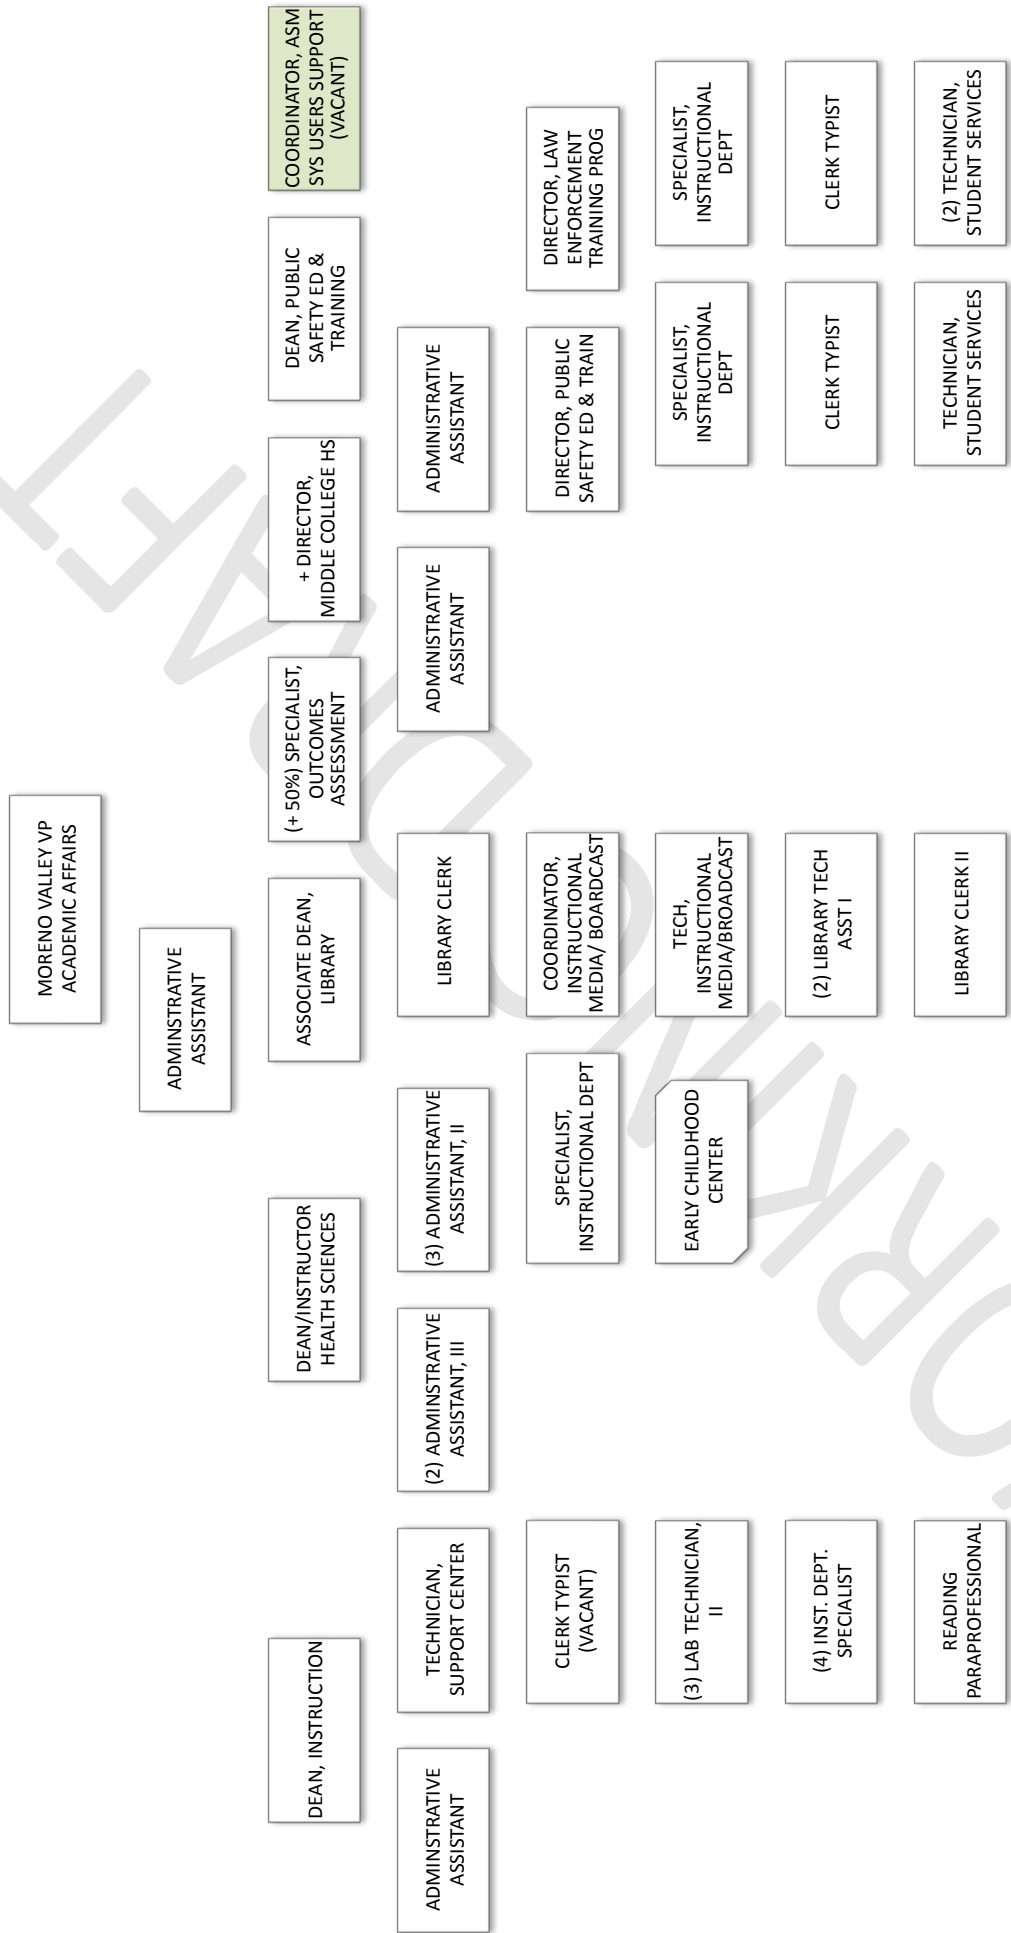 MORENO VALLEY VP
ACADEMIC AFFAIRS
ADMINSTRATIVE
ASSISTANT
DEAN, INSTRUCTION
DEAN/INSTRUCTOR
HEALTH SCIENCES
ASSOCIATE DEAN,
LIBRARY
(+ 50%) SPECIALIST,
OUTCOMES
ASSESSMENT
+ DIRECTOR,
MIDDLE COLLEGE HS
DEAN, PUBLIC
SAFETY ED &
TRAINING
COORDINATOR, ASM
SYS USERS SUPPORT
(VACANT)
ADMINSTRATIVE
ASSISTANT
TECHNICIAN,
SUPPORT CENTER
(2) ADMINSTRATIVE
ASSISTANT, III
(3) ADMINISTRATIVE
ASSISTANT, II
LIBRARY CLERK
ADMINISTRATIVE
ASSISTANT
ADMINISTRATIVE
ASSISTANT
CLERK TYPIST
(VACANT)
SPECIALIST,
INSTRUCTIONAL DEPT
COORDINATOR,
INSTRUCTIONAL
MEDIA/ BOARDCAST
DIRECTOR, PUBLIC
SAFETY ED & TRAIN
DIRECTOR, LAW
ENFORCEMENT
TRAINING PROG
(3) LAB TECHNICIAN,
II
EARLY CHILDHOOD
CENTER
TECH,
INSTRUCTIONAL
MEDIA/BROADCAST
SPECIALIST,
INSTRUCTIONAL
DEPT
SPECIALIST,
INSTRUCTIONAL
DEPT
(4) INST. DEPT.
SPECIALIST
(2) LIBRARY TECH
ASST I
CLERK TYPIST
CLERK TYPIST
READING
PARAPROFESSIONAL
LIBRARY CLERK II
TECHNICIAN,
STUDENT SERVICES
(2) TECHNICIAN,
STUDENT SERVICES
ORKING DRAFT